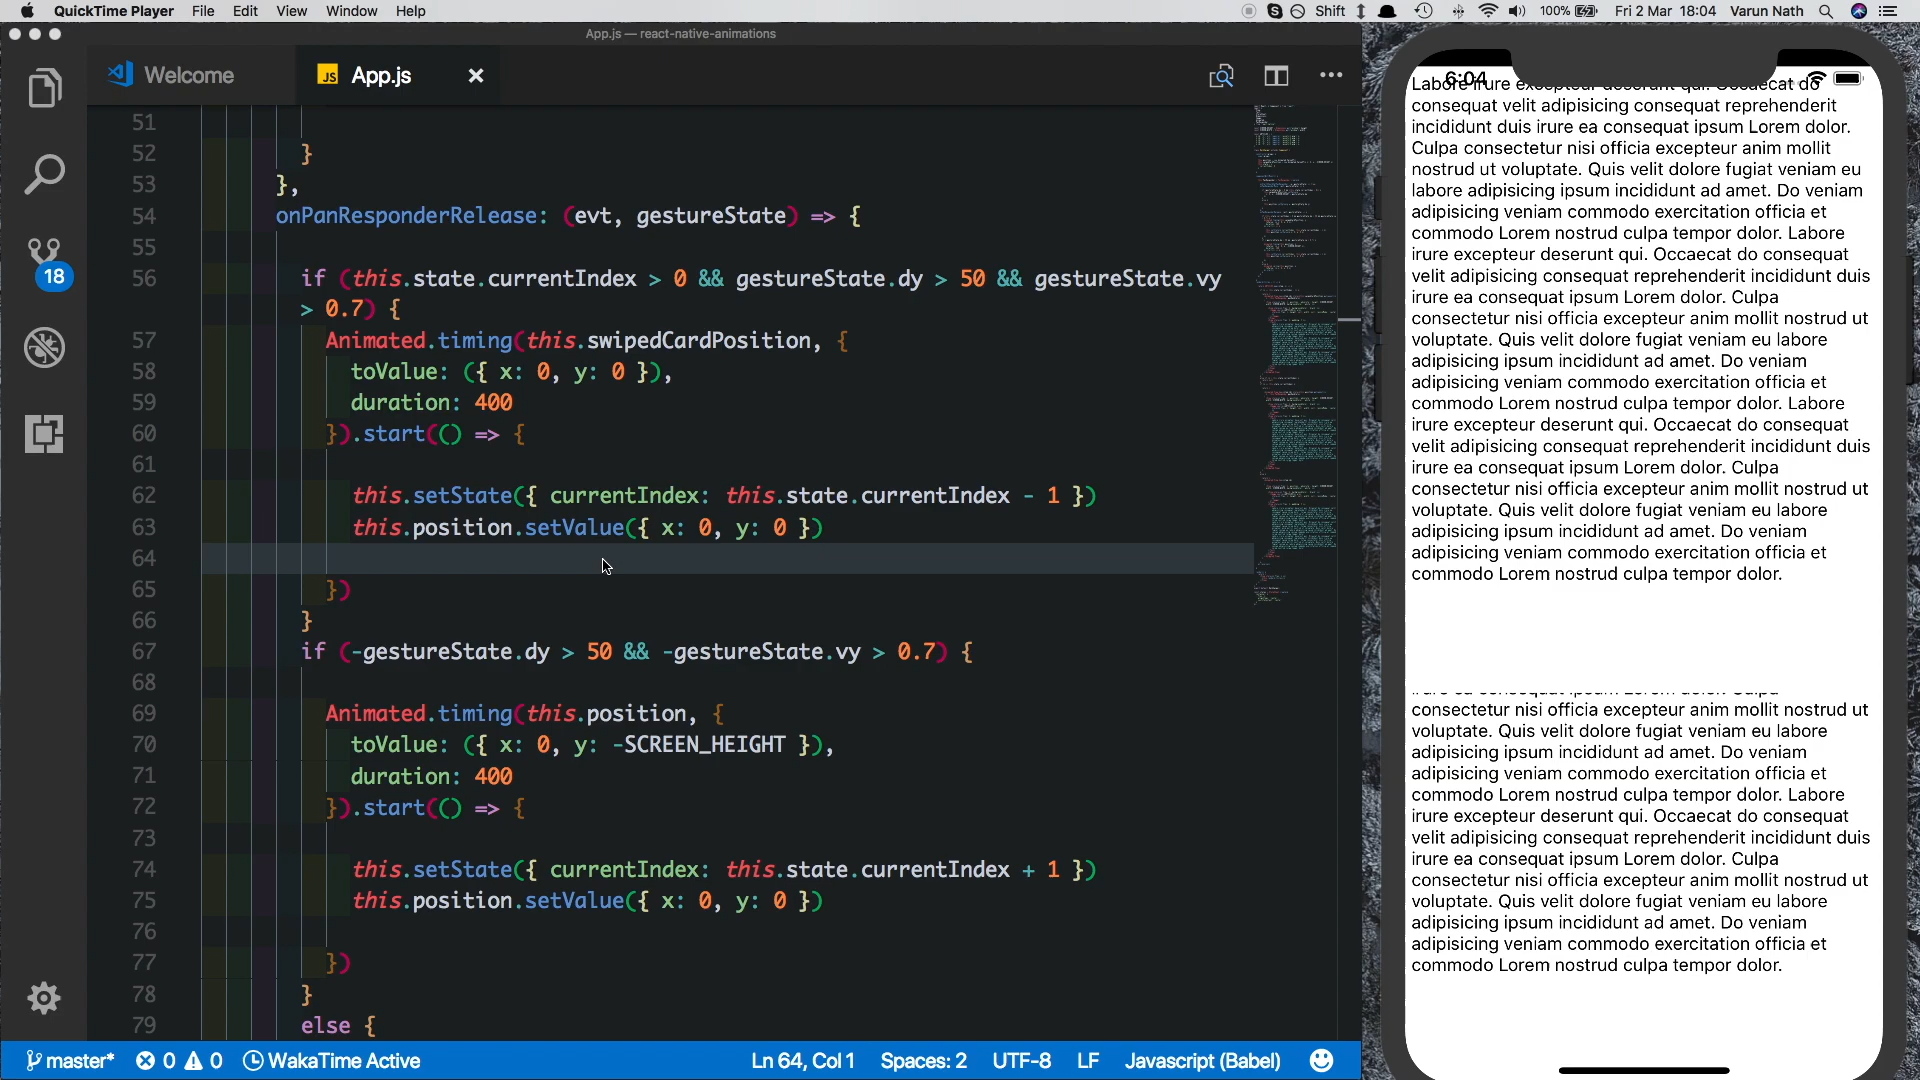 QuickTime Player File Edit View Window Help Shift 100% Fri 2 Mar 18:04 Varun Nath
App.js — react-native-animations
Welcome
JS App.js
18
51
52 }
53 },
54 onPanResponderRelease: (evt, gestureState) => {
55
56 if (this.state.currentIndex > 0 && gestureState.dy > 50 && gestureState.vy
> 0.7) {
57 Animated.timing(this.swipedCardPosition, {
58 toValue: ({ x: 0, y: 0 }),
59 duration: 400
60 }).start(() => {
61
62 this.setState({ currentIndex: this.state.currentIndex - 1 })
63 this.position.setValue({ x: 0, y: 0 })
64
65 })
66 }
67 if (-gestureState.dy > 50 && -gestureState.vy > 0.7) {
68
69 Animated.timing(this.position, {
70 toValue: ({ x: 0, y: -SCREEN_HEIGHT }),
71 duration: 400
72 }).start(() => {
73
74 this.setState({ currentIndex: this.state.currentIndex + 1 })
75 this.position.setValue({ x: 0, y: 0 })
76
77 })
78 }
79 else {
master* 0 0 WakaTime Active Ln 64, Col 1 Spaces: 2 UTF-8 LF Javascript (Babel)
6:04
Labore irure excepteur deserunt qui. Occaecat do
consequat velit adipisicing consequat reprehenderit
incididunt duis irure ea consequat ipsum Lorem dolor.
Culpa consectetur nisi officia excepteur anim mollit
nostrud ut voluptate. Quis velit dolore fugiat veniam eu
labore adipisicing ipsum incididunt ad amet. Do veniam
adipisicing veniam commodo exercitation officia et
commodo Lorem nostrud culpa tempor dolor. Labore
irure excepteur deserunt qui. Occaecat do consequat
velit adipisicing consequat reprehenderit incididunt duis
irure ea consequat ipsum Lorem dolor. Culpa
consectetur nisi officia excepteur anim mollit nostrud ut
voluptate. Quis velit dolore fugiat veniam eu labore
adipisicing ipsum incididunt ad amet. Do veniam
adipisicing veniam commodo exercitation officia et
commodo Lorem nostrud culpa tempor dolor. Labore
irure excepteur deserunt qui. Occaecat do consequat
velit adipisicing consequat reprehenderit incididunt duis
irure ea consequat ipsum Lorem dolor. Culpa
consectetur nisi officia excepteur anim mollit nostrud ut
voluptate. Quis velit dolore fugiat veniam eu labore
adipisicing ipsum incididunt ad amet. Do veniam
adipisicing veniam commodo exercitation officia et
commodo Lorem nostrud culpa tempor dolor.
consectetur nisi officia excepteur anim mollit nostrud ut
voluptate. Quis velit dolore fugiat veniam eu labore
adipisicing ipsum incididunt ad amet. Do veniam
adipisicing veniam commodo exercitation officia et
commodo Lorem nostrud culpa tempor dolor. Labore
irure excepteur deserunt qui. Occaecat do consequat
velit adipisicing consequat reprehenderit incididunt duis
irure ea consequat ipsum Lorem dolor. Culpa
consectetur nisi officia excepteur anim mollit nostrud ut
voluptate. Quis velit dolore fugiat veniam eu labore
adipisicing ipsum incididunt ad amet. Do veniam
adipisicing veniam commodo exercitation officia et
commodo Lorem nostrud culpa tempor dolor.